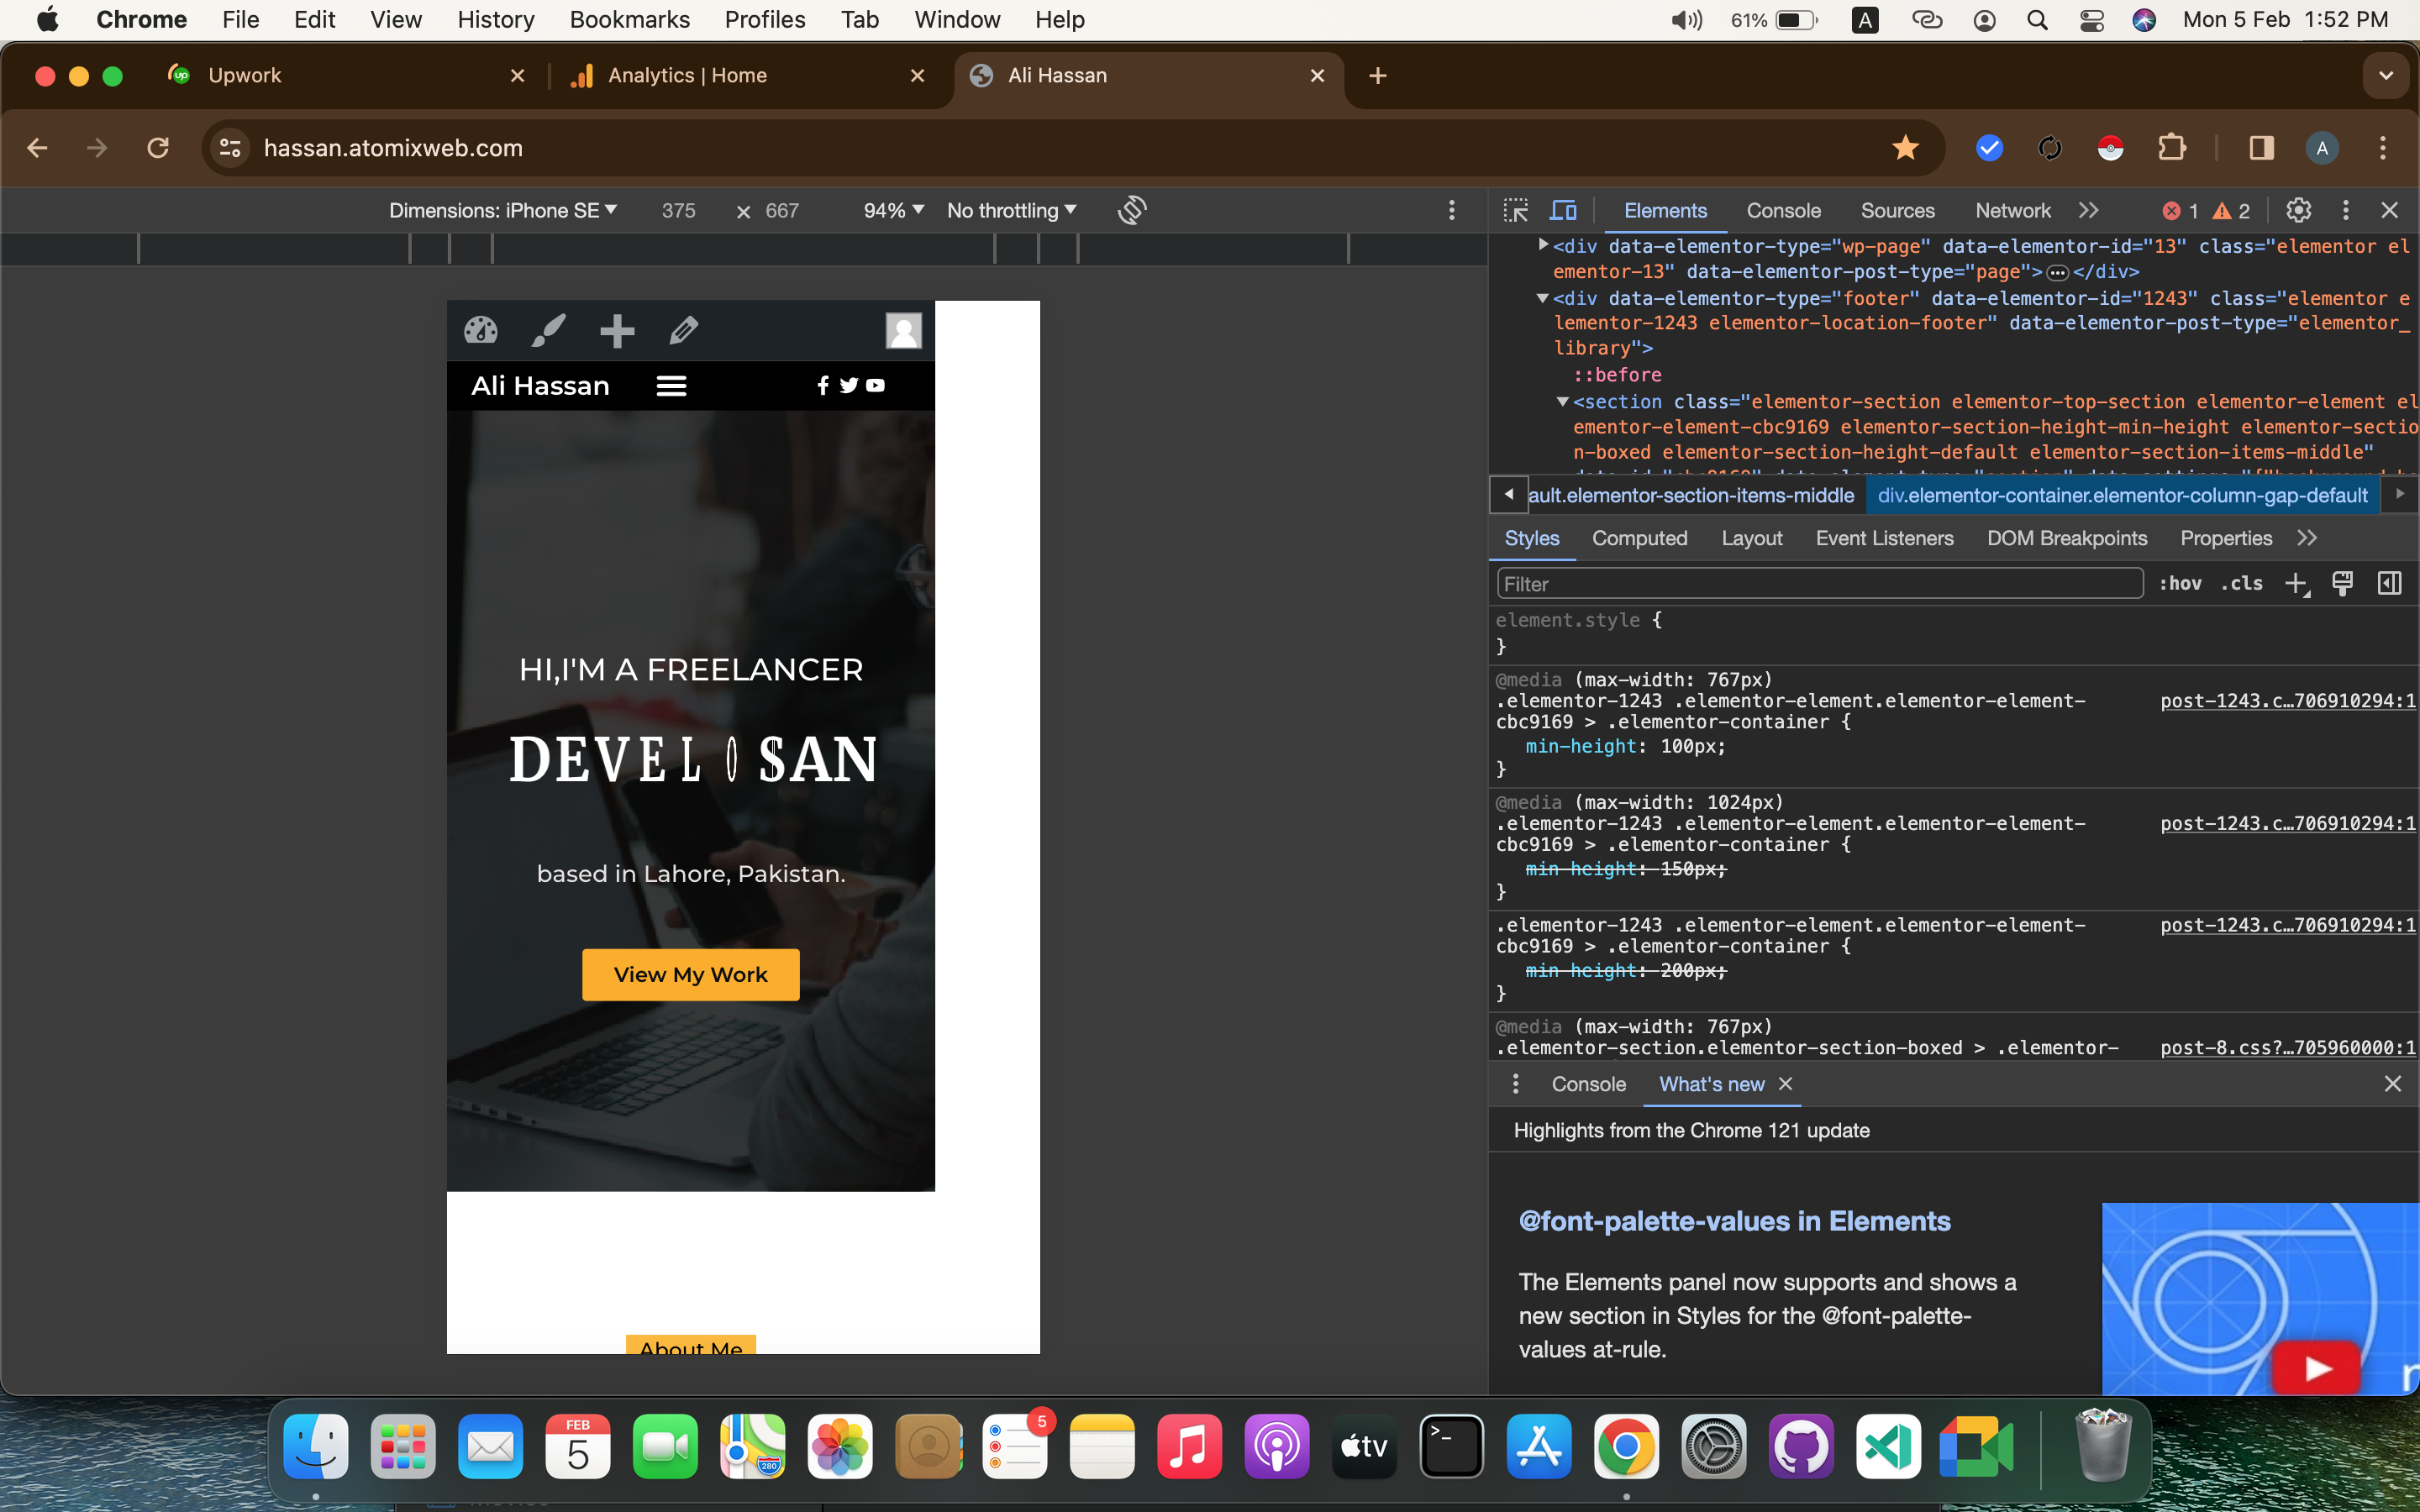 Chrome File Edit View History Bookmarks Profiles Tab Window Help 61% A Mon 5 Feb 1:52 PM
Upwork Analytics | Home Ali Hassan
hassan.atomixweb.com A
Dimensions: iPhone SE 375 × 667 94% No throttling
Elements Console Sources Network 1 2
<div data-elementor-type="wp-page" data-elementor-id="13" class="elementor el
ementor-13" data-elementor-post-type="page"> </div>
<div data-elementor-type="footer" data-elementor-id="1243" class="elementor e
lementor-1243 elementor-location-footer" data-elementor-post-type="elementor_
library">
::before
<section class="elementor-section elementor-top-section elementor-element el
ementor-element-cbc9169 elementor-section-height-min-height elementor-sectio
n-boxed elementor-section-height-default elementor-section-items-middle"
ault.elementor-section-items-middle div.elementor-container.elementor-column-gap-default
Styles Computed Layout Event Listeners DOM Breakpoints Properties
Filter :hov .cls
element.style {
}
@media (max-width: 767px)
.elementor-1243 .elementor-element.elementor-element- post-1243.c…706910294:1
cbc9169 > .elementor-container {
min-height: 100px;
}
@media (max-width: 1024px)
.elementor-1243 .elementor-element.elementor-element- post-1243.c…706910294:1
cbc9169 > .elementor-container {
min-height: 150px;
}
.elementor-1243 .elementor-element.elementor-element- post-1243.c…706910294:1
cbc9169 > .elementor-container {
min-height: 200px;
}
@media (max-width: 767px)
.elementor-section.elementor-section-boxed > .elementor- post-8.css?…705960000:1
Console What's new
Highlights from the Chrome 121 update
@font-palette-values in Elements
The Elements panel now supports and shows a
new section in Styles for the @font-palette-
values at-rule.
Ali Hassan
HI,I'M A FREELANCER
DEVELO SAN
based in Lahore, Pakistan.
View My Work
About Me
FEB
5
280
5
tv